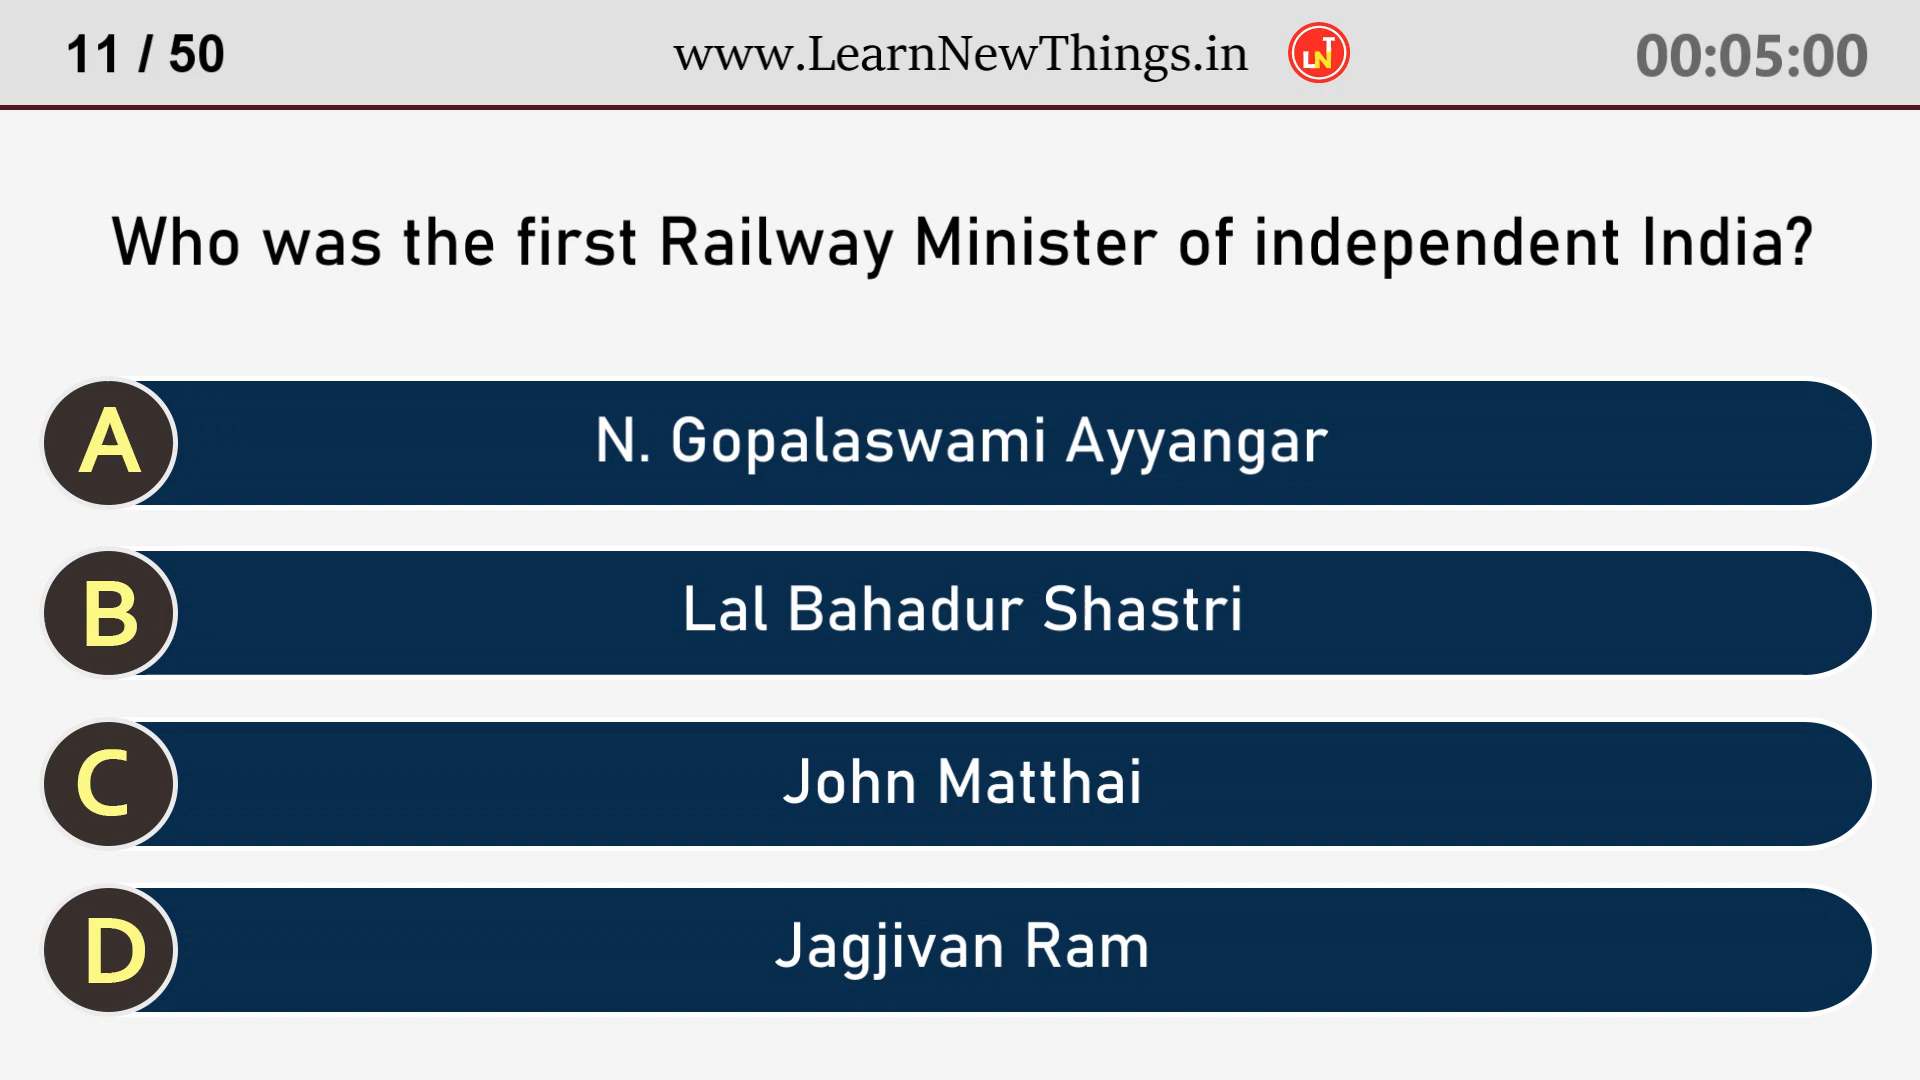 11 / 50
www.LearnNewThings.in
LNT
00:05:00
Who was the first Railway Minister of independent India?
A
N. Gopalaswami Ayyangar
B
Lal Bahadur Shastri
C
John Matthai
D
Jagjivan Ram